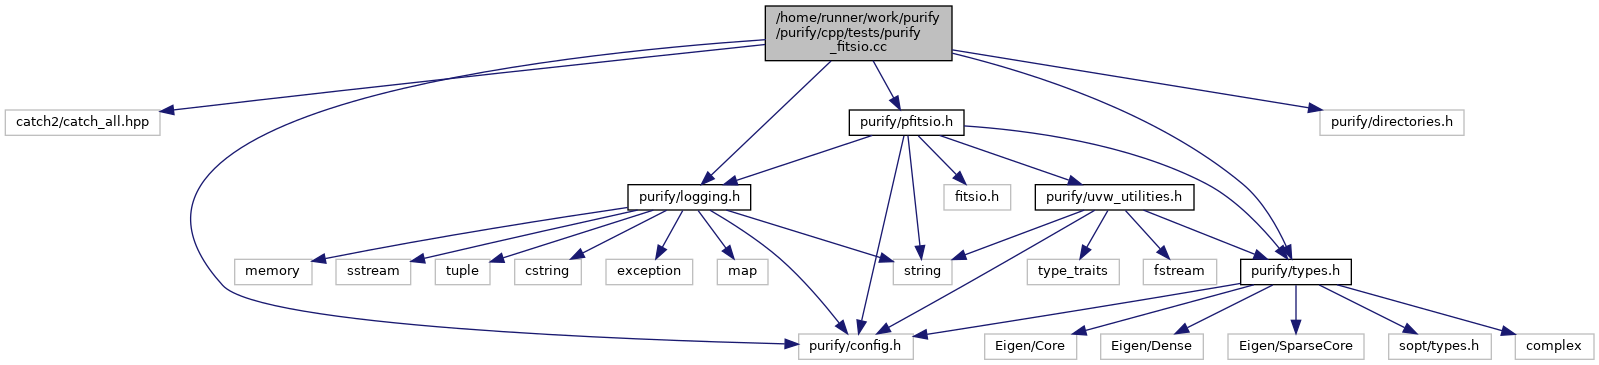 /home/runner/work/purify
/purify/cpp/tests/purify
_fitsio.cc
catch2/catch_all.hpp
purify/pfitsio.h
purify/directories.h
purify/logging.h
fitsio.h
purify/uvw_utilities.h
memory
sstream
tuple
cstring
exception
map
string
type_traits
fstream
purify/types.h
purify/config.h
Eigen/Core
Eigen/Dense
Eigen/SparseCore
sopt/types.h
complex